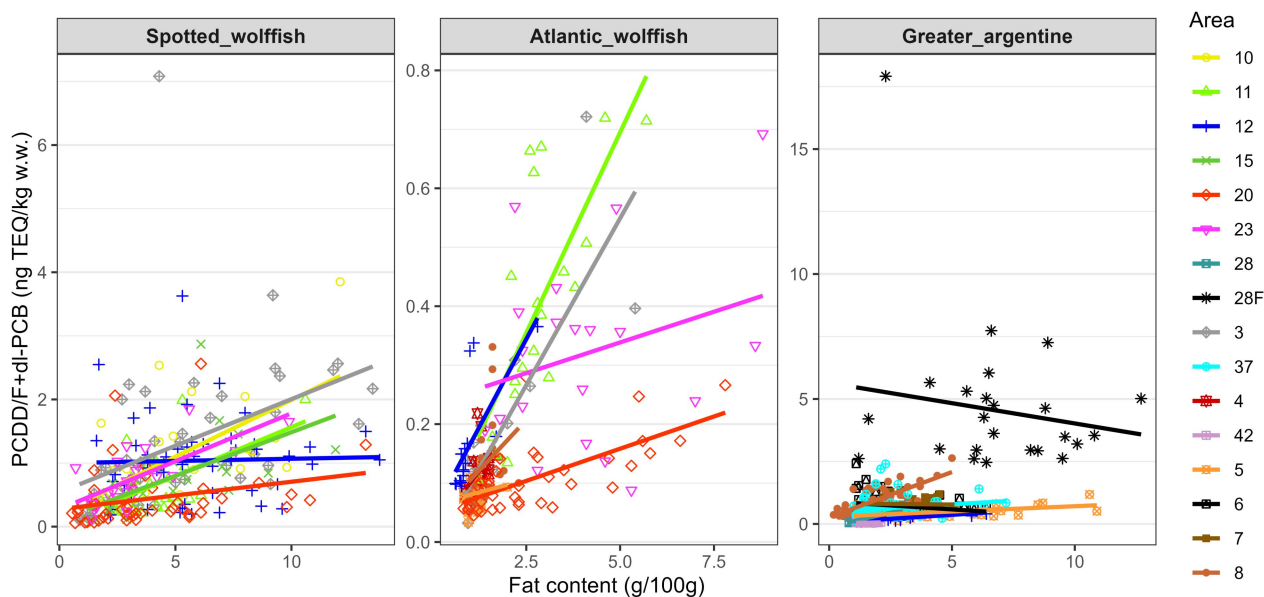 Spotted_wolffish Atlantic_wolffish Greater_argentine
PCDD/F+dl-PCB (ng TEQ/kg w.w.)
0 2 4 6
0.0 0.2 0.4 0.6 0.8
0 5 10 15
0 5 10
2.5 5.0 7.5
0 5 10
Fat content (g/100g)
Area
10
11
12
15
20
23
28
28F
3
37
4
42
5
6
7
8